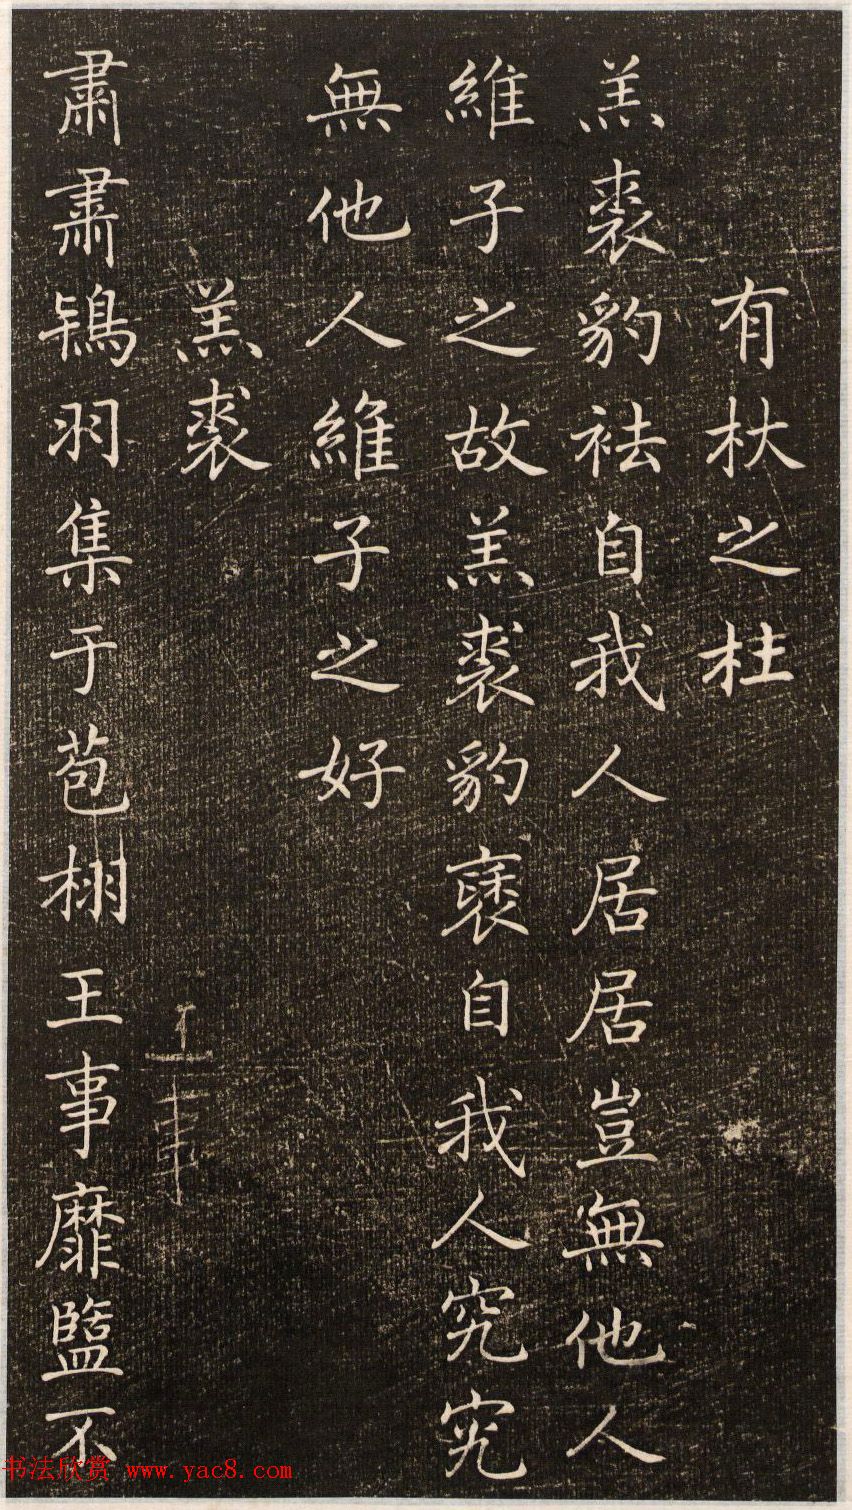 有杕之杜
羔裘豹袪自我人居居豈無他人
維子之故羔裘豹褎自我人究究
無他人維子之好
羔裘
肅肅鴇羽集于苞栩王事靡盬不
书法欣赏 www.yac8.com